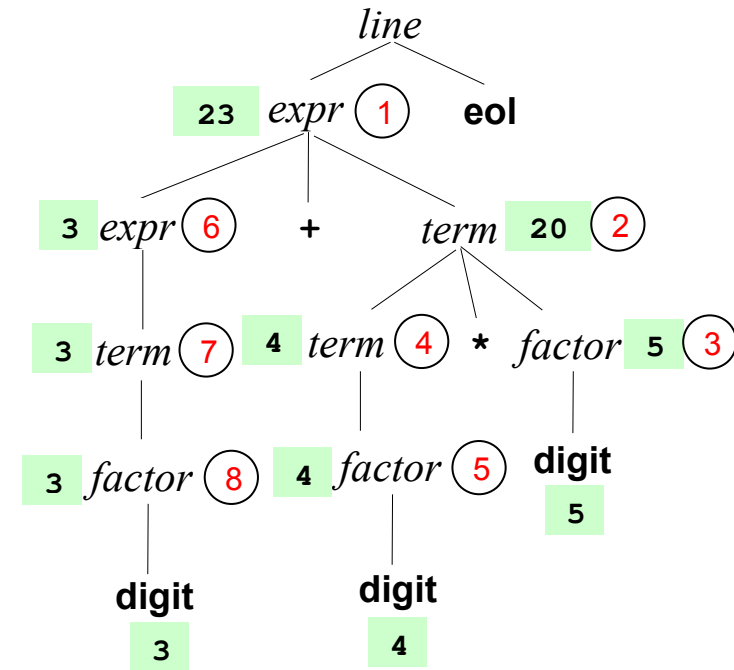 line
23 expr 1 eol
3 expr 6 + term 20 2
3 term 7 4 term 4 * factor 5 3
3 factor 8 4 factor 5 digit
5
digit digit
3 4